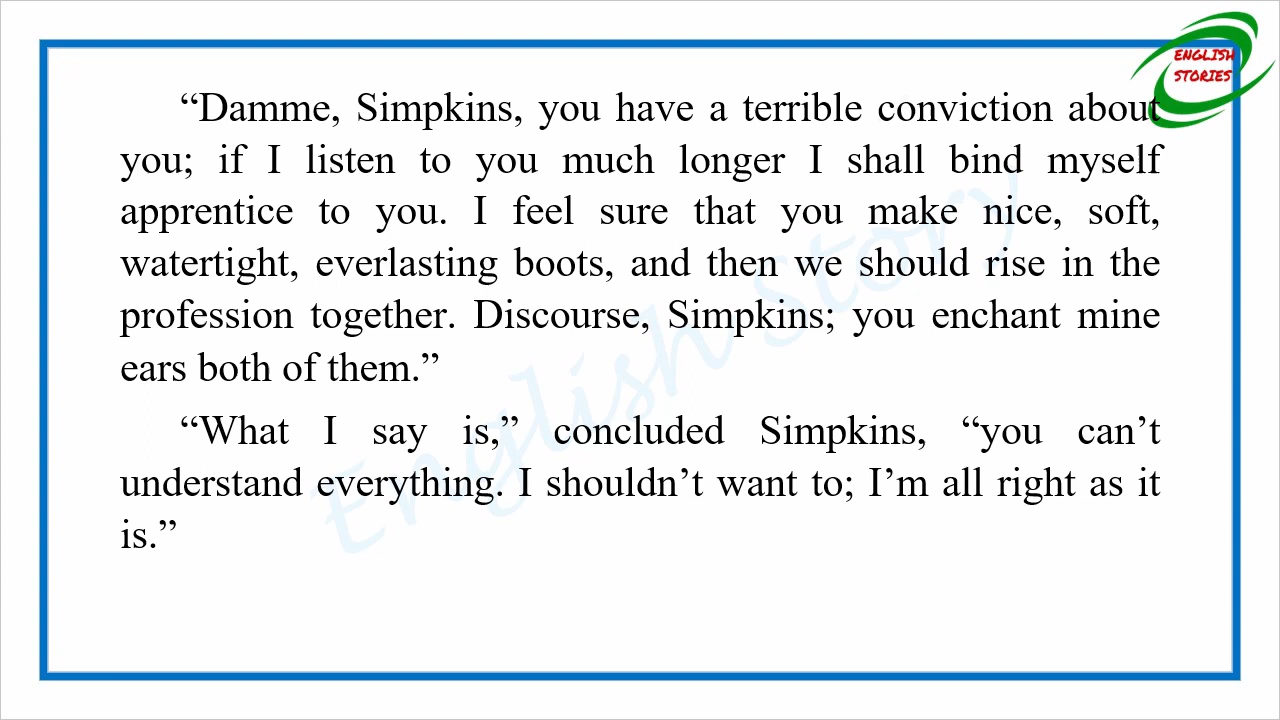 ENGLISH
STORIES
“Damme, Simpkins, you have a terrible conviction about
you; if I listen to you much longer I shall bind myself
apprentice to you. I feel sure that you make nice, soft,
watertight, everlasting boots, and then we should rise in the
profession together. Discourse, Simpkins; you enchant mine
ears both of them.”
“What I say is,” concluded Simpkins, “you can’t
understand everything. I shouldn’t want to; I’m all right as it
is.”
English Story